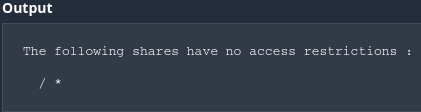 Output
The following shares have no access restrictions :
/ *